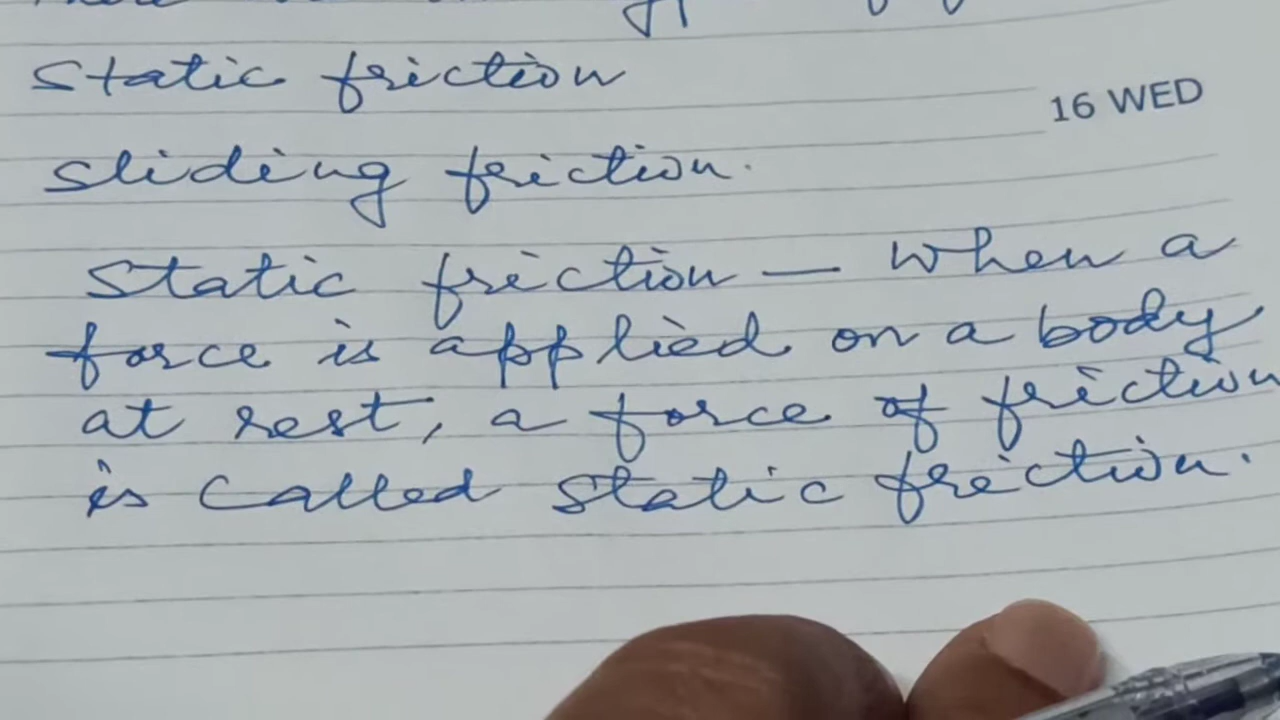 Static friction
16 WED
Sliding friction.
Static friction — When a
force is applied on a body
at rest, a force of friction
is called static friction.